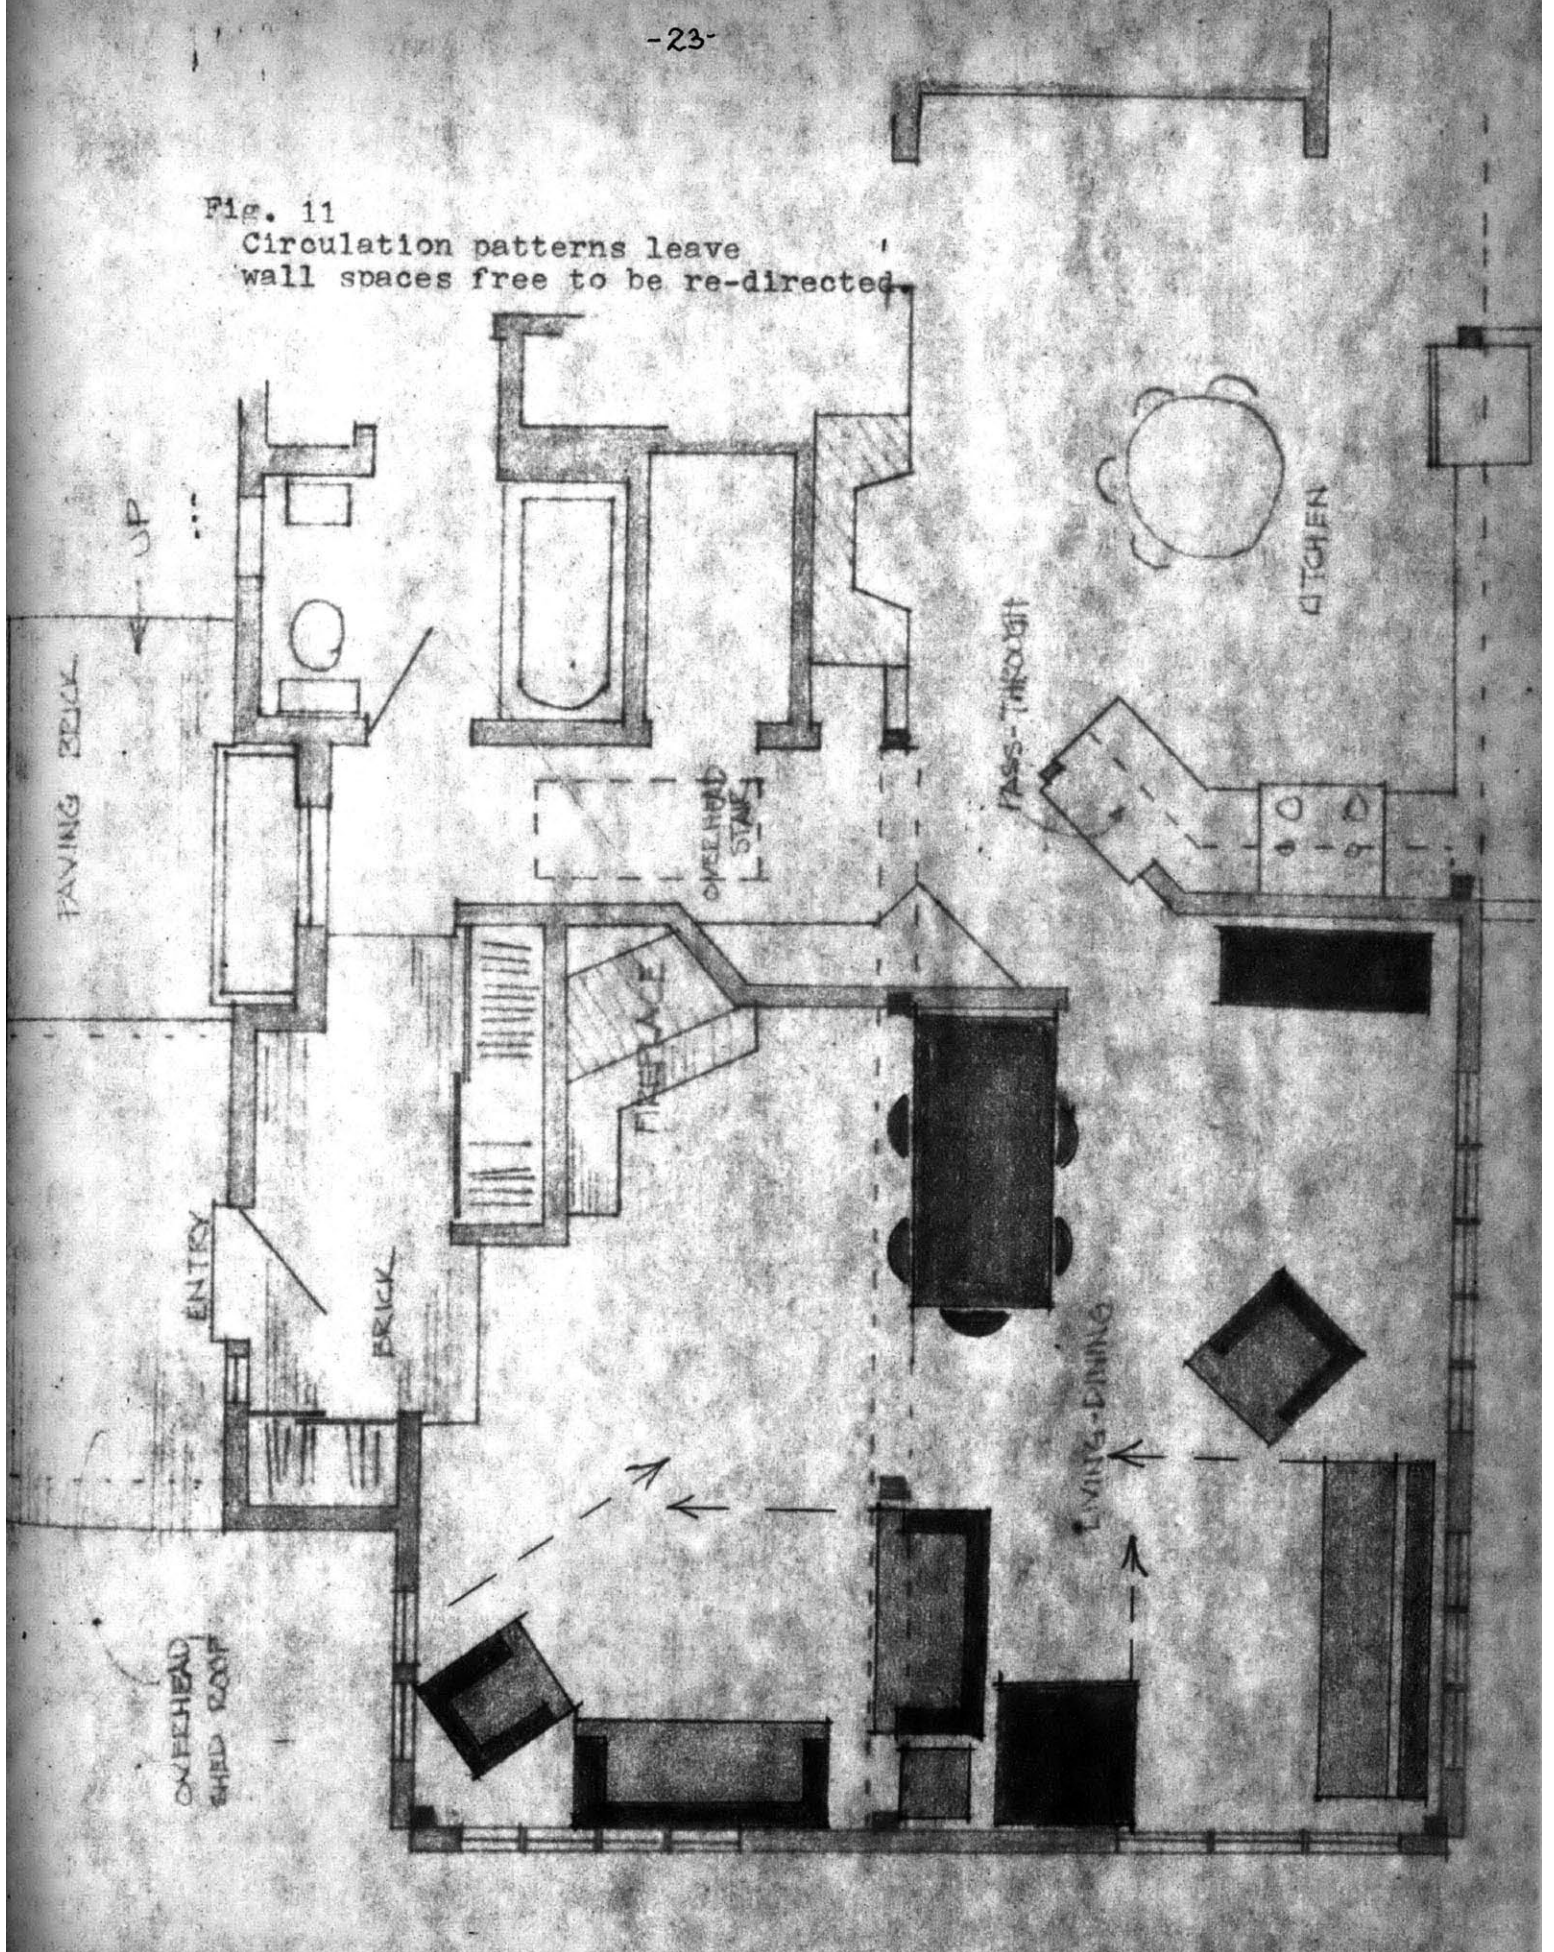 -23-
Fig. 11
Circulation patterns leave
wall spaces free to be re-directed.
UP
PAVING BRICK
KITCHEN
PASS-THROUGH
OVERHEAD
STAIR
FIREPLACE
ENTRY
BRICK
LIVING-DINING
OVERHEAD
SHED ROOF